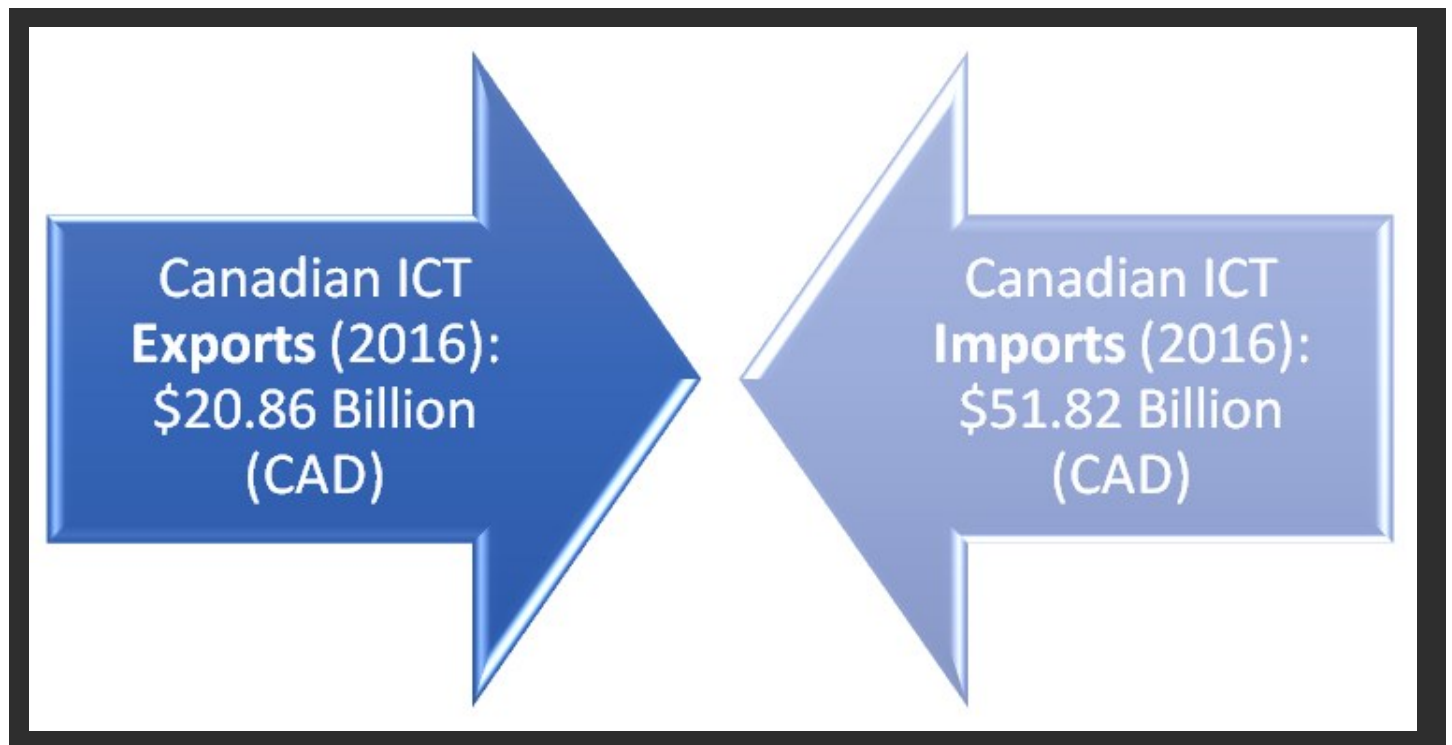 Canadian ICT
Exports (2016):
$20.86 Billion
(CAD)
Canadian ICT
Imports (2016):
$51.82 Billion
(CAD)